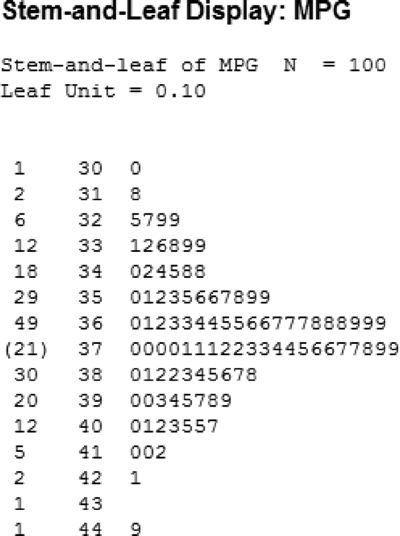 Stem-and-Leaf Display: MPG
Stem-and-leaf of MPG N = 100
Leaf Unit = 0.10
1 30 0
2 31 8
6 32 5799
12 33 126899
18 34 024588
29 35 01235667899
49 36 01233445566777888999
(21) 37 000011122334456677899
30 38 0122345678
20 39 00345789
12 40 0123557
5 41 002
2 42 1
1 43
1 44 9